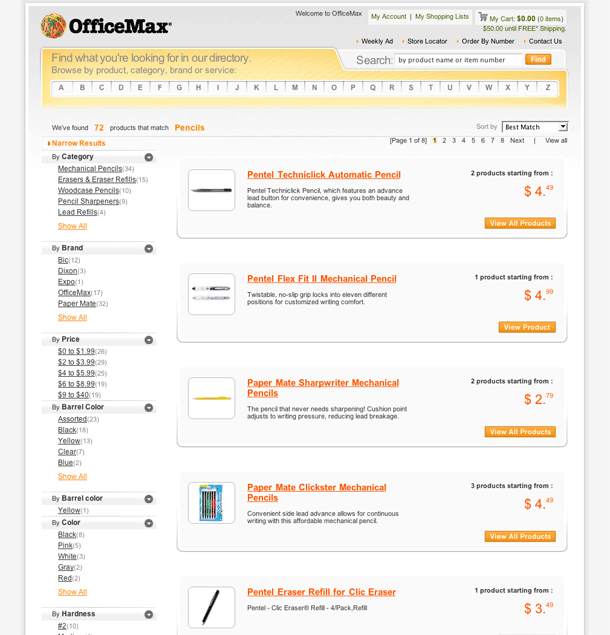 Welcome to OfficeMax
My Account | My Shopping Lists
My Cart: $0.00 (0 items)
$50.00 until FREE* Shipping.
OfficeMax®
Weekly Ad
Store Locator
Order By Number
Contact Us
Find what you're looking for in our directory.
Browse by product, category, brand or service:
Search: by product name or item number Find
A B C D E F G H I J K L M N O P Q R S T U V W X Y Z
We've found 72 products that match Pencils
Sort by Best Match
Narrow Results
[Page 1 of 8] 1 2 3 4 5 6 7 8 Next | View all
By Category
Mechanical Pencils(34)
Erasers & Eraser Refills(15)
Woodcase Pencils(10)
Pencil Sharpeners(9)
Lead Refills(4)
Show All
By Brand
Bic(12)
Dixon(3)
Expo(1)
OfficeMax(17)
Paper Mate(32)
Show All
By Price
$0 to $1.99(26)
$2 to $3.99(29)
$4 to $5.99(25)
$6 to $8.99(19)
$9 to $40(19)
By Barrel Color
Assorted(23)
Black(18)
Yellow(13)
Clear(7)
Blue(2)
Show All
By Barrel color
Yellow(1)
By Color
Black(8)
Pink(5)
White(3)
Gray(2)
Red(2)
Show All
By Hardness
#2(10)
Pentel Techniclick Automatic Pencil
Pentel Techniclick Pencil, which features an advance
lead button for convenience, gives you both beauty and
balance.
2 products starting from :
$ 4.49
View All Products
Pentel Flex Fit II Mechanical Pencil
Twistable, no-slip grip locks into eleven different
positions for customized writing comfort.
1 product starting from :
$ 4.99
View Product
Paper Mate Sharpwriter Mechanical
Pencils
The pencil that never needs sharpening! Cushion point
adjusts to writing pressure, reducing lead breakage.
2 products starting from :
$ 2.79
View All Products
Paper Mate Clickster Mechanical
Pencils
Convenient side lead advance allows for continuous
writing with this affordable mechanical pencil.
3 products starting from :
$ 4.49
View All Products
Pentel Eraser Refill for Clic Eraser
Pentel - Clic Eraser® Refill - 4/Pack,Refill
1 product starting from :
$ 3.49